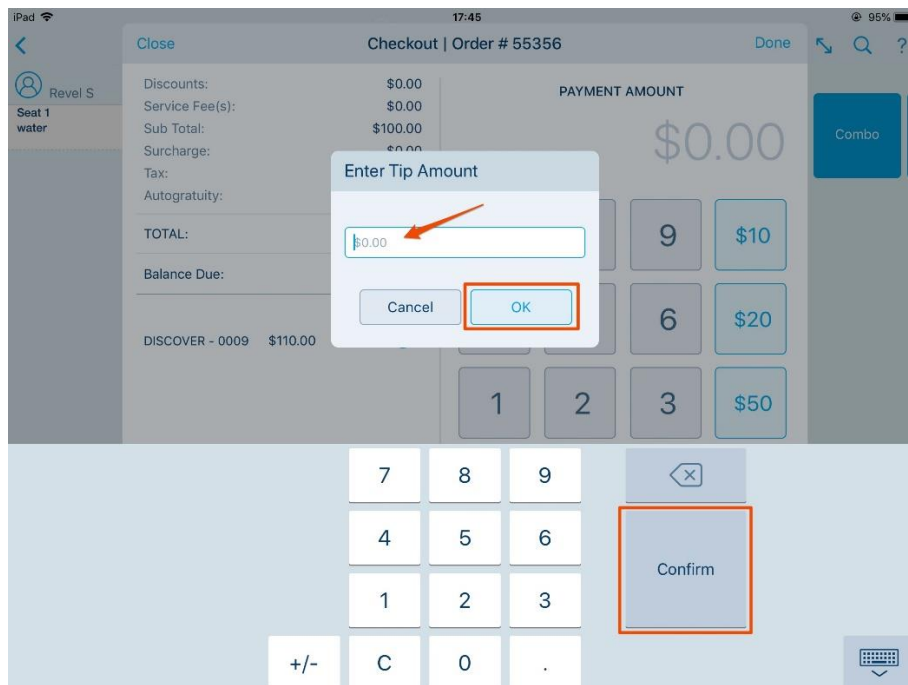 iPad 17:45 95%
Close Checkout | Order # 55356 Done ?
Revel S
Seat 1
water
Discounts: $0.00
Service Fee(s): $0.00
Sub Total: $100.00
Surcharge: $0.00
Tax:
Autogratuity:
TOTAL:
Balance Due:
DISCOVER - 0009 $110.00
PAYMENT AMOUNT
$0.00
Combo
Enter Tip Amount
$0.00
Cancel OK
9 $10
6 $20
1 2 3 $50
7 8 9
4 5 6
Confirm
1 2 3
+/- C 0 .